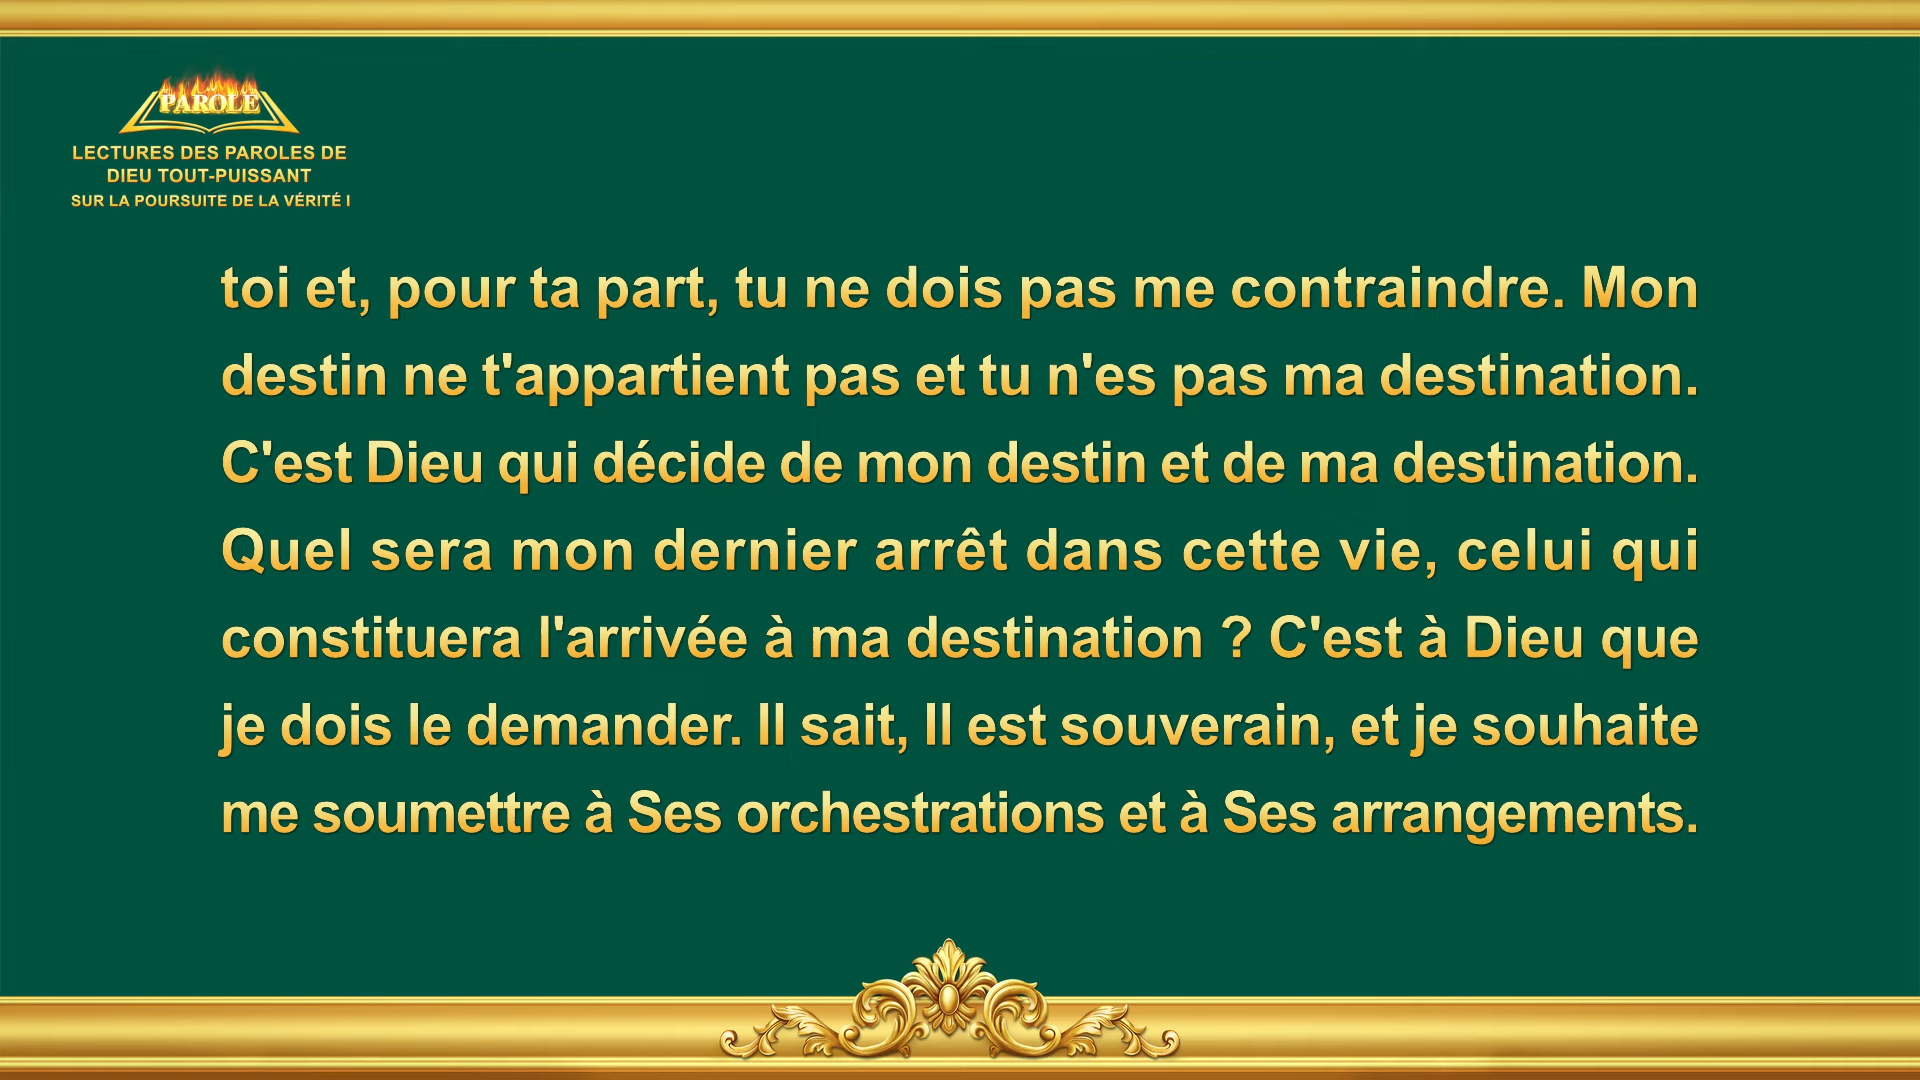 PAROLE
LECTURES DES PAROLES DE
DIEU TOUT-PUISSANT
SUR LA POURSUITE DE LA VÉRITÉ I
toi et, pour ta part, tu ne dois pas me contraindre. Mon
destin ne t'appartient pas et tu n'es pas ma destination.
C'est Dieu qui décide de mon destin et de ma destination.
Quel sera mon dernier arrêt dans cette vie, celui qui
constituera l'arrivée à ma destination ? C'est à Dieu que
je dois le demander. Il sait, Il est souverain, et je souhaite
me soumettre à Ses orchestrations et à Ses arrangements.